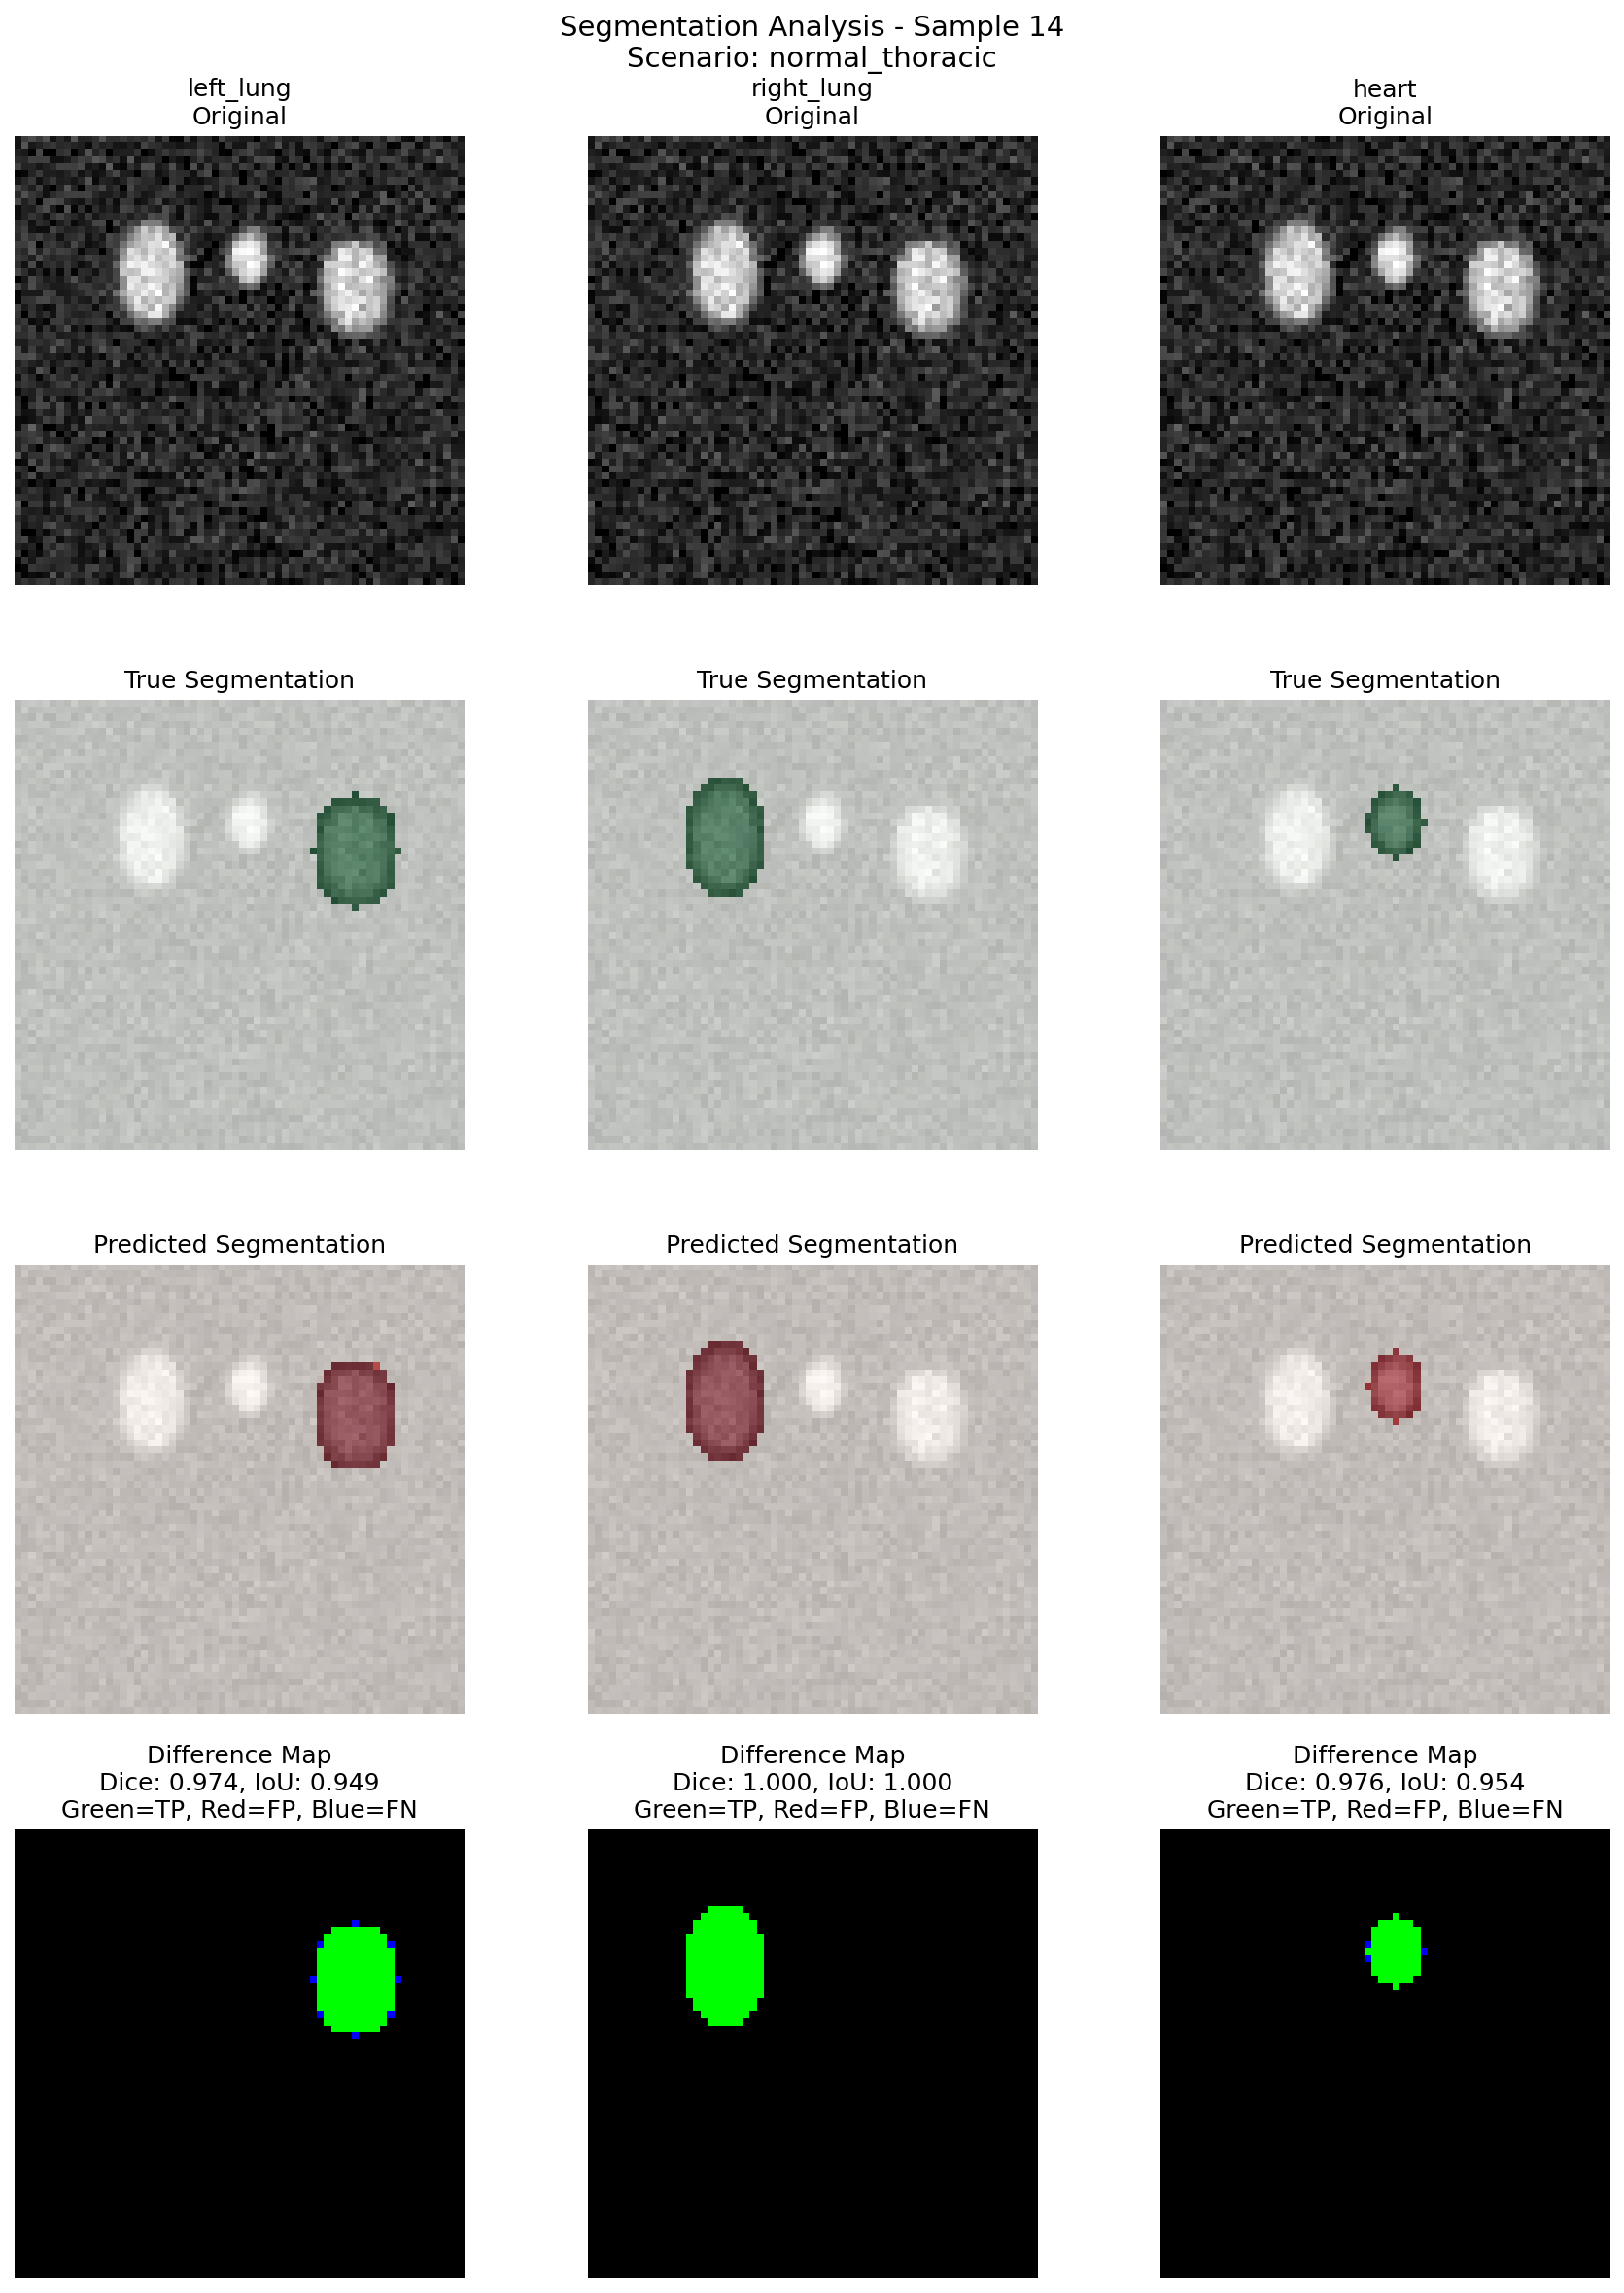 Segmentation Analysis - Sample 14
Scenario: normal_thoracic
left_lung
Original
right_lung
Original
heart
Original
True Segmentation
True Segmentation
True Segmentation
Predicted Segmentation
Predicted Segmentation
Predicted Segmentation
Difference Map
Dice: 0.974, IoU: 0.949
Green=TP, Red=FP, Blue=FN
Difference Map
Dice: 1.000, IoU: 1.000
Green=TP, Red=FP, Blue=FN
Difference Map
Dice: 0.976, IoU: 0.954
Green=TP, Red=FP, Blue=FN